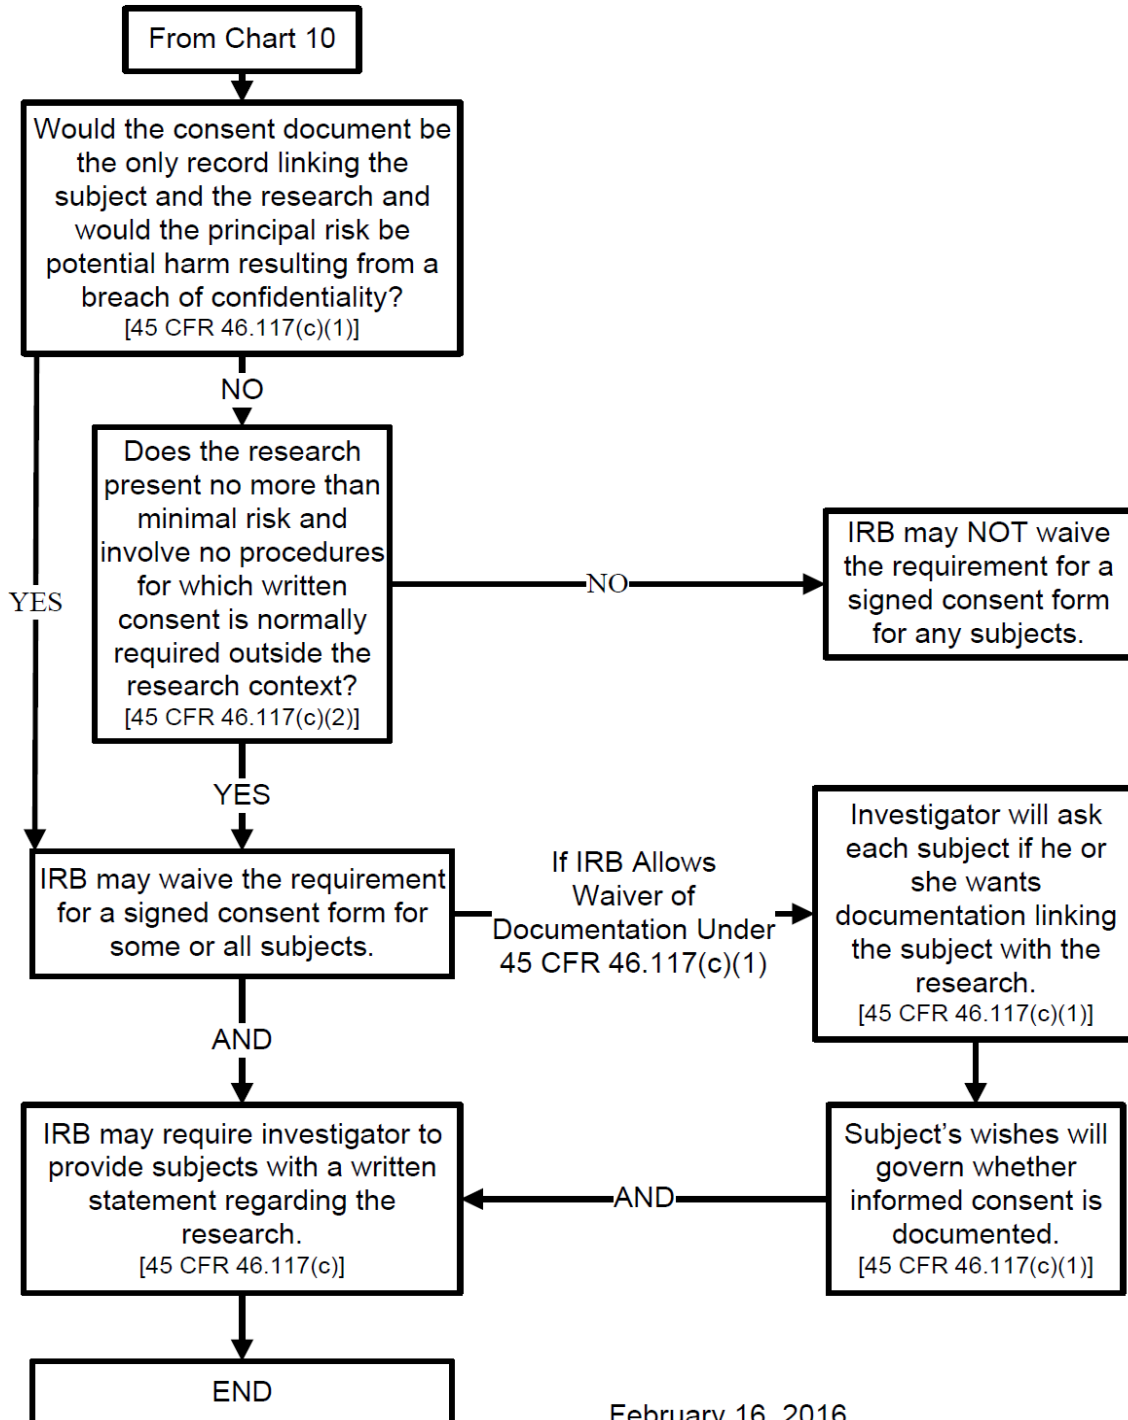 From Chart 10
Would the consent document be
the only record linking the
subject and the research and
would the principal risk be
potential harm resulting from a
breach of confidentiality?
[45 CFR 46.117(c)(1)]
NO
YES
Does the research
present no more than
minimal risk and
involve no procedures
for which written
consent is normally
required outside the
research context?
[45 CFR 46.117(c)(2)]
NO
IRB may NOT waive
the requirement for a
signed consent form
for any subjects.
YES
IRB may waive the requirement
for a signed consent form for
some or all subjects.
If IRB Allows
Waiver of
Documentation Under
45 CFR 46.117(c)(1)
Investigator will ask
each subject if he or
she wants
documentation linking
the subject with the
research.
[45 CFR 46.117(c)(1)]
AND
Subject’s wishes will
govern whether
informed consent is
documented.
[45 CFR 46.117(c)(1)]
AND
IRB may require investigator to
provide subjects with a written
statement regarding the
research.
[45 CFR 46.117(c)]
END
February 16, 2016